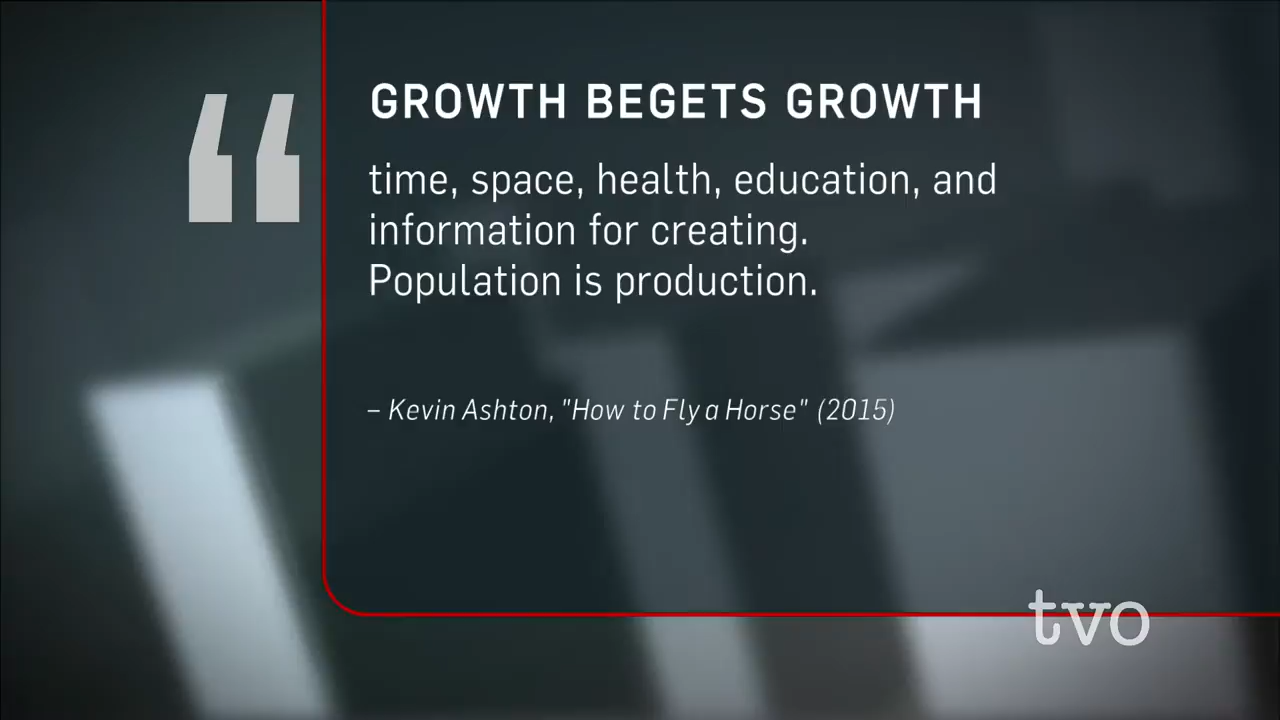 “
GROWTH BEGETS GROWTH
time, space, health, education, and
information for creating.
Population is production.
– Kevin Ashton, "How to Fly a Horse" (2015)
tvo